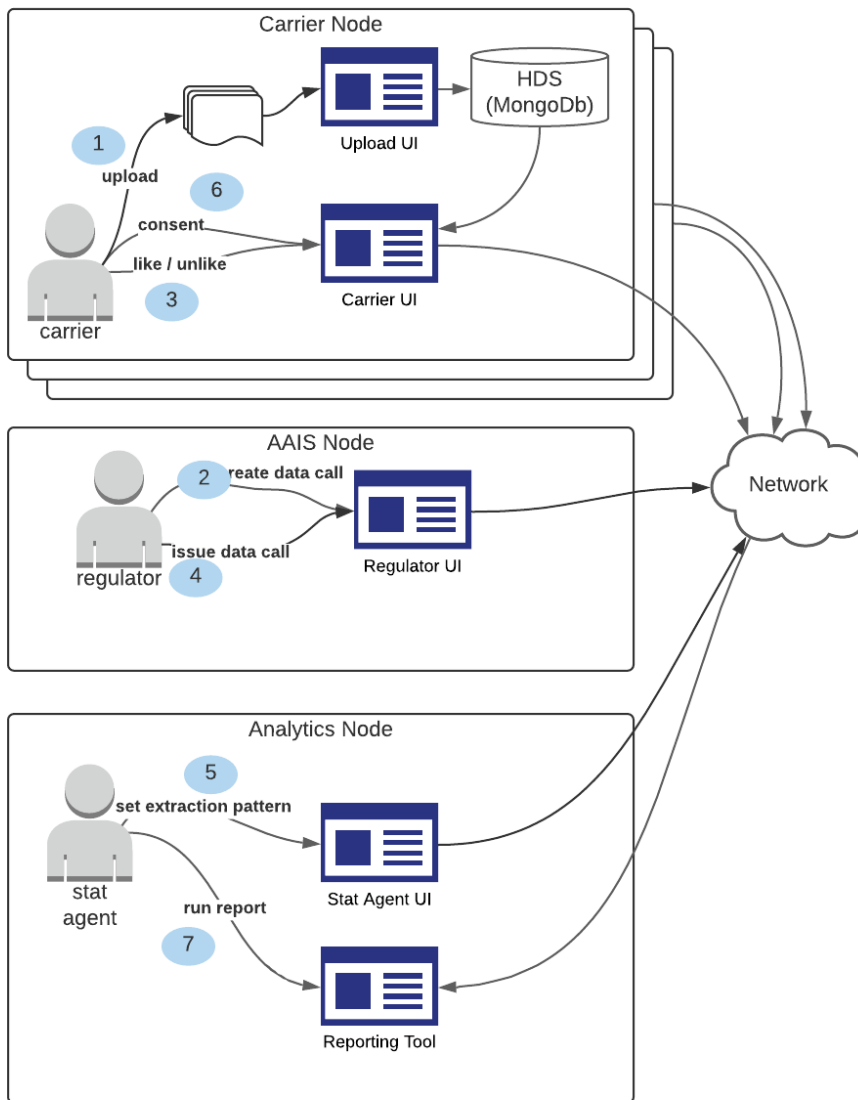 Carrier Node
HDS
(MongoDb)
Upload UI
1
upload
6
consent
like / unlike
3
carrier
Carrier UI
AAIS Node
2
reate data call
issue data call
4
regulator
Regulator UI
Network
Analytics Node
5
set extraction pattern
stat
agent
Stat Agent UI
run report
7
Reporting Tool